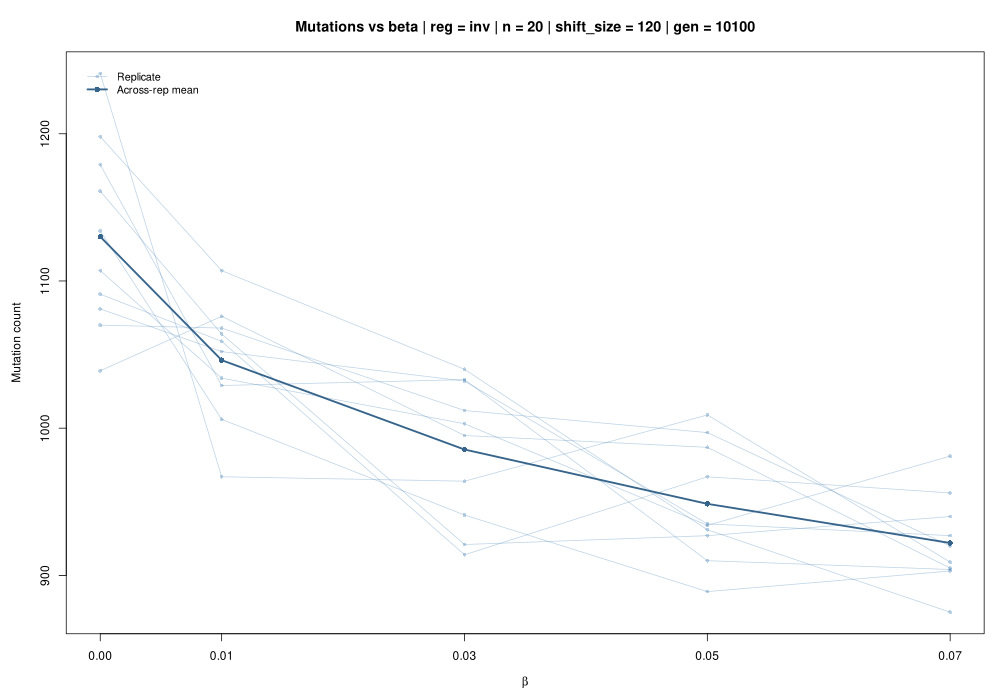 Mutations vs beta | reg = inv | n = 20 | shift_size = 120 | gen = 10100
Replicate
Across-rep mean
Mutation count
1200
1100
1000
900
0.00 0.01 0.03 0.05 0.07
β